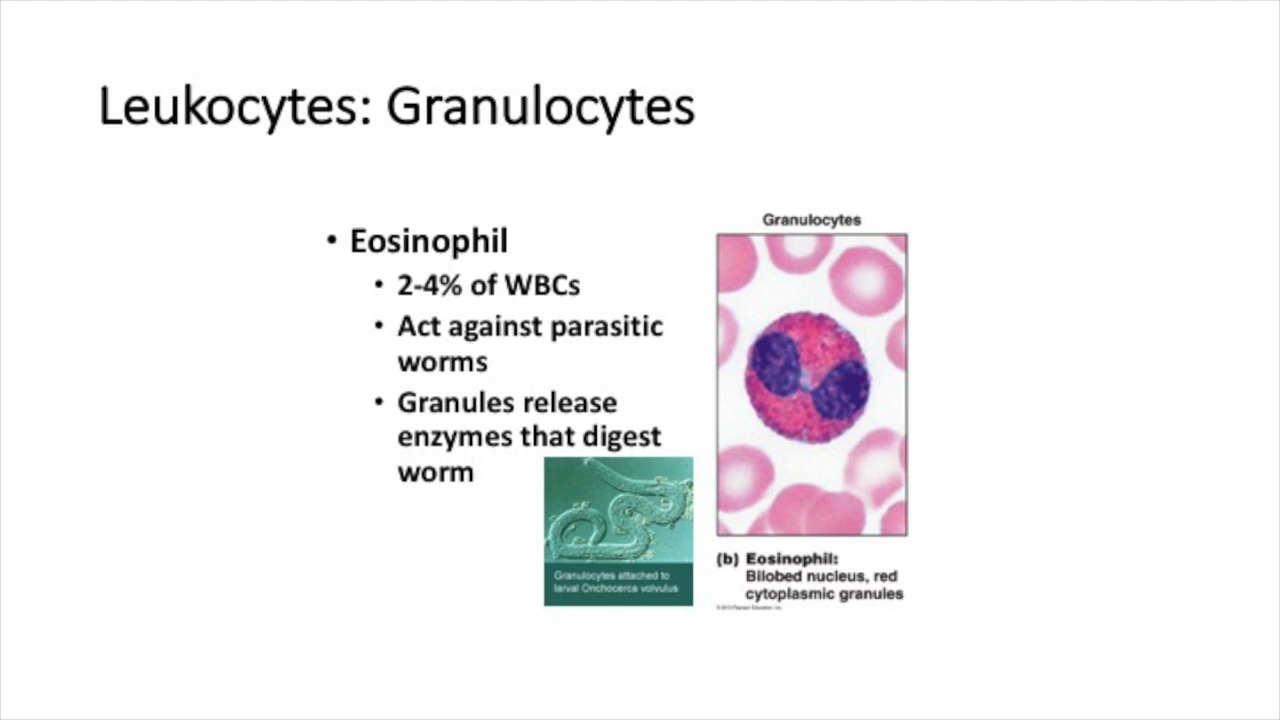 Leukocytes: Granulocytes
• Eosinophil
• 2-4% of WBCs
• Act against parasitic
worms
• Granules release
enzymes that digest
worm
Granulocytes attached to
larval Onchocerca volvulus
Granulocytes
(b) Eosinophil:
Bilobed nucleus, red
cytoplasmic granules